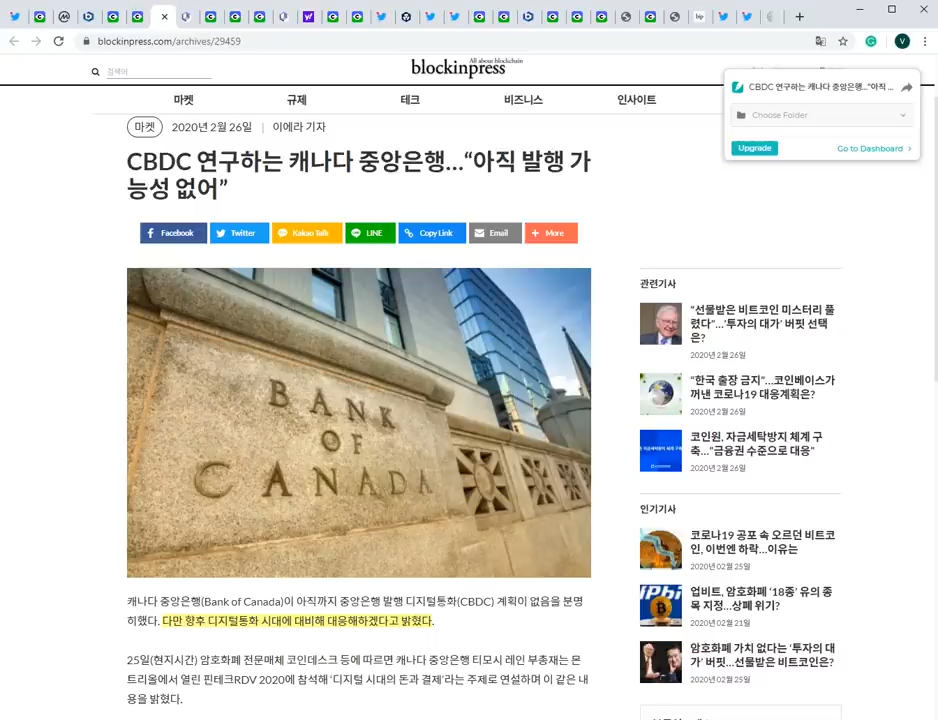 blockinpress.com/archives/29459
V
검색어
All about blockchain
blockinpress
마켓
규제
테크
비즈니스
인사이트
CBDC 연구하는 캐나다 중앙은행...“아직 ...
Choose Folder
Upgrade
Go to Dashboard
마켓
2020년 2월 26일 | 이에라 기자
CBDC 연구하는 캐나다 중앙은행…“아직 발행 가
능성 없어”
Facebook
Twitter
Kakao Talk
LINE
Copy Link
Email
More
BANK
OF
CANADA
캐나다 중앙은행(Bank of Canada)이 아직까지 중앙은행 발행 디지털통화(CBDC) 계획이 없음을 분명
히했다. 다만 향후 디지털통화 시대에 대비해 대응해하겠다고 밝혔다.
25일(현지시간) 암호화폐 전문매체 코인데스크 등에 따르면 캐나다 중앙은행 티모시 레인 부총재는 몬
트리올에서 열린 핀테크RDV 2020에 참석해 ‘디지털 시대의 돈과 결제’라는 주제로 연설하며 이 같은 내
용을 밝혔다.
관련기사
“선물받은 비트코인 미스터리 풀
렸다”…’투자의 대가’ 버핏 선택
은?
2020년 2월 26일
“한국 출장 금지”…코인베이스가
꺼낸 코로나19 대응계획은?
2020년 2월 26일
코인원, 자금세탁방지 체계 구
축…”금융권 수준으로 대응”
2020년 2월 26일
인기기사
코로나19 공포 속 오르던 비트코
인, 이번엔 하락…이유는
2020년 02월 25일
업비트, 암호화폐 ‘18종’ 유의 종
목 지정…상폐 위기?
2020년 02월 21일
암호화폐 가치 없다는 ‘투자의 대
가’ 버핏…선물받은 비트코인은?
2020년 02월 25일